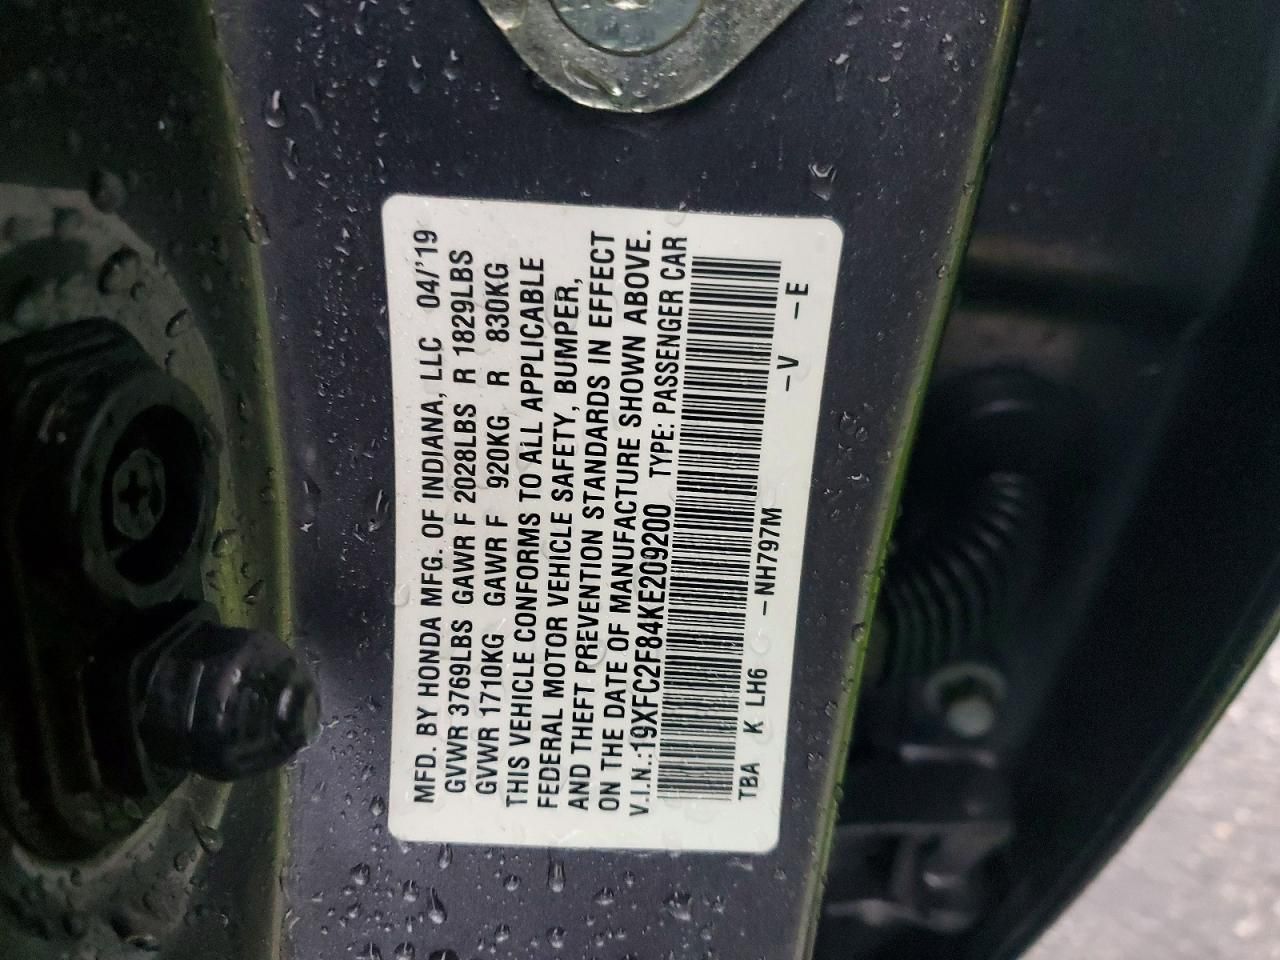 MFD. BY HONDA MFG. OF INDIANA, LLC 04/'19
GVWR 3769LBS GAWR F 2028LBS R 1829LBS
GVWR 1710KG GAWR F 920KG R 830KG
THIS VEHICLE CONFORMS TO ALL APPLICABLE
FEDERAL MOTOR VEHICLE SAFETY, BUMPER,
AND THEFT PREVENTION STANDARDS IN EFFECT
ON THE DATE OF MANUFACTURE SHOWN ABOVE.
V.I.N.:19XFC2F84KE209200 TYPE: PASSENGER CAR
TBA K LH6 -NH797M -V -E